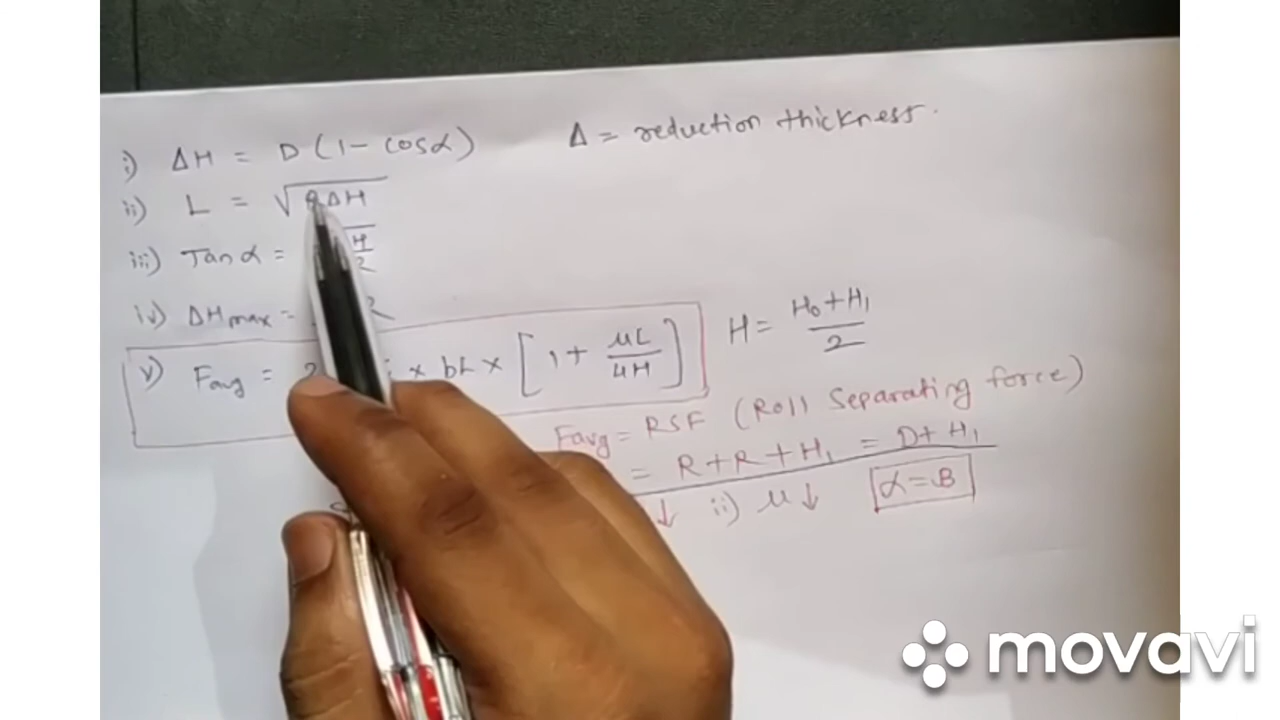 i) ΔH = D (1 - cosα) Δ = reduction thickness.
ii) L = √RΔH
iii) Tanα = H
iv) ΔHmax =
v) Favg = × bL × [1 + μL/4H] H = H₀+H₁/2
Favg = RSF (Roll Separating force)
= R+R+H₁ = D+H₁
↓ ii) μ↓ α=B
movavi